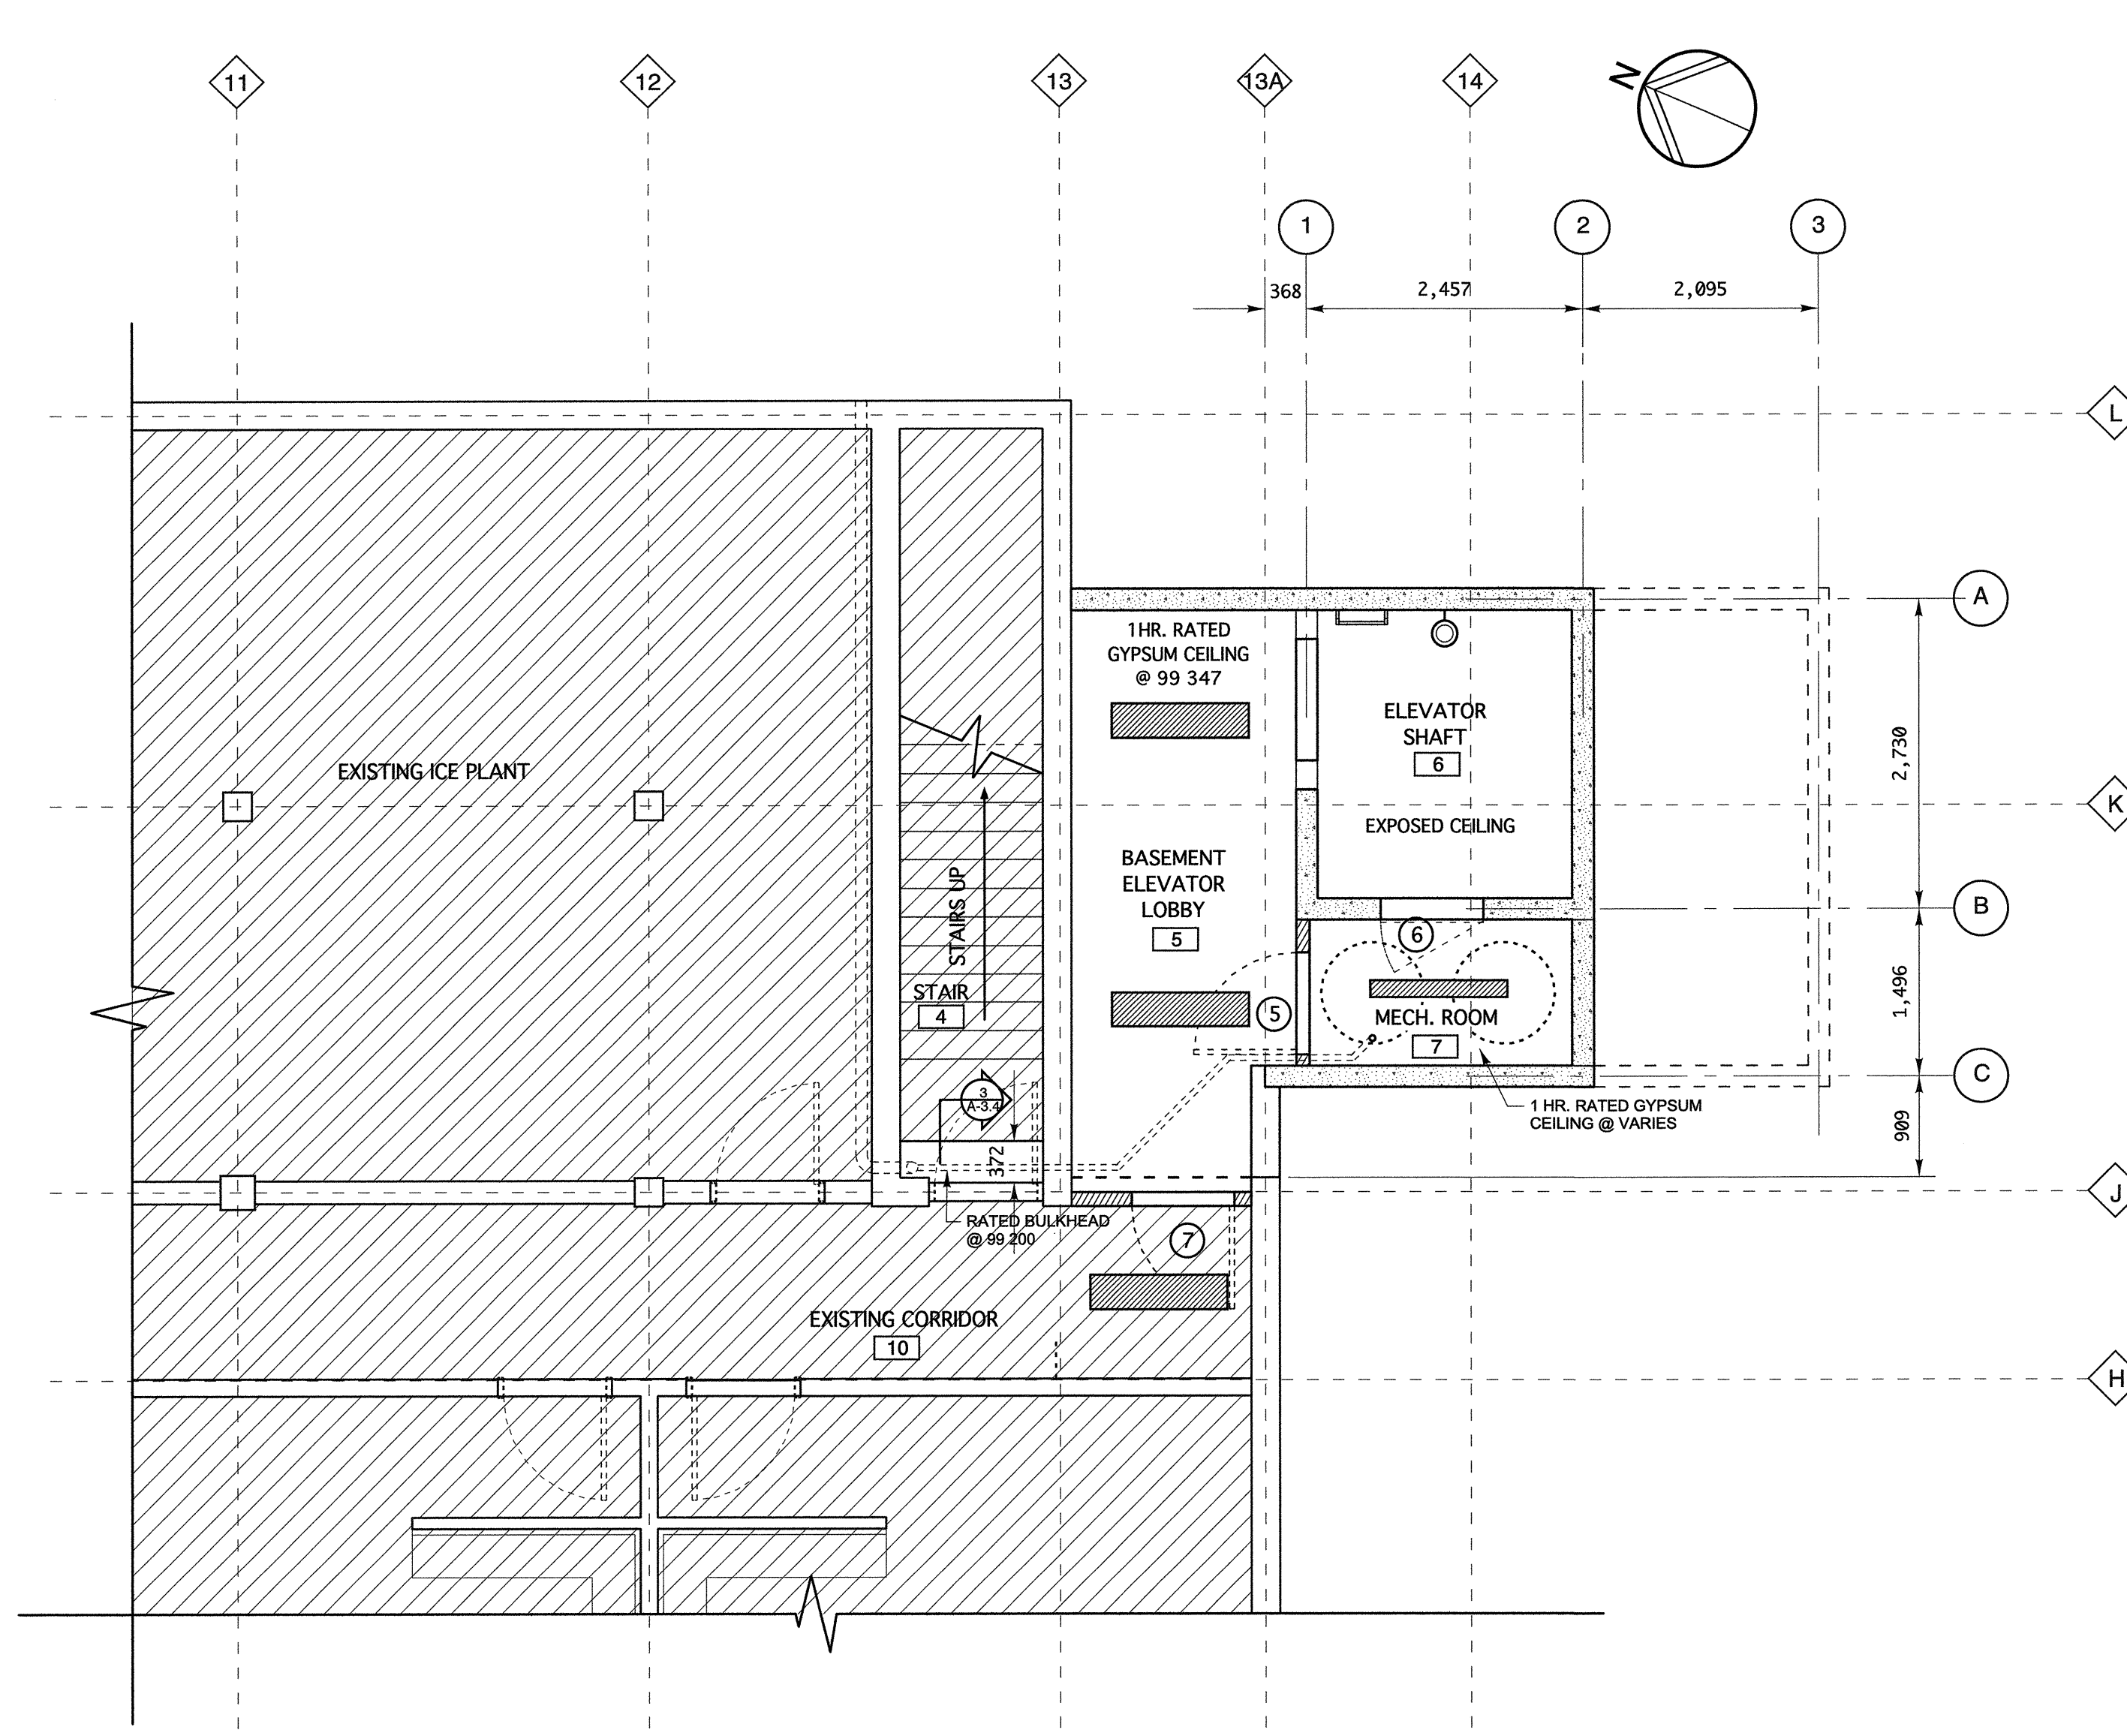 11
12
13
13A
14
N
1
2
3
368
2,457
2,095
L
A
1HR. RATED
GYPSUM CEILING
@ 99 347
ELEVATOR
SHAFT
6
2,730
EXISTING ICE PLANT
K
EXPOSED CEILING
BASEMENT
ELEVATOR
LOBBY
5
STAIRS UP
B
6
STAIR
4
5
MECH. ROOM
7
1,496
C
3
A-3.4
1 HR. RATED GYPSUM
CEILING @ VARIES
909
372
J
RATED BULKHEAD
@ 99 200
7
EXISTING CORRIDOR
10
H